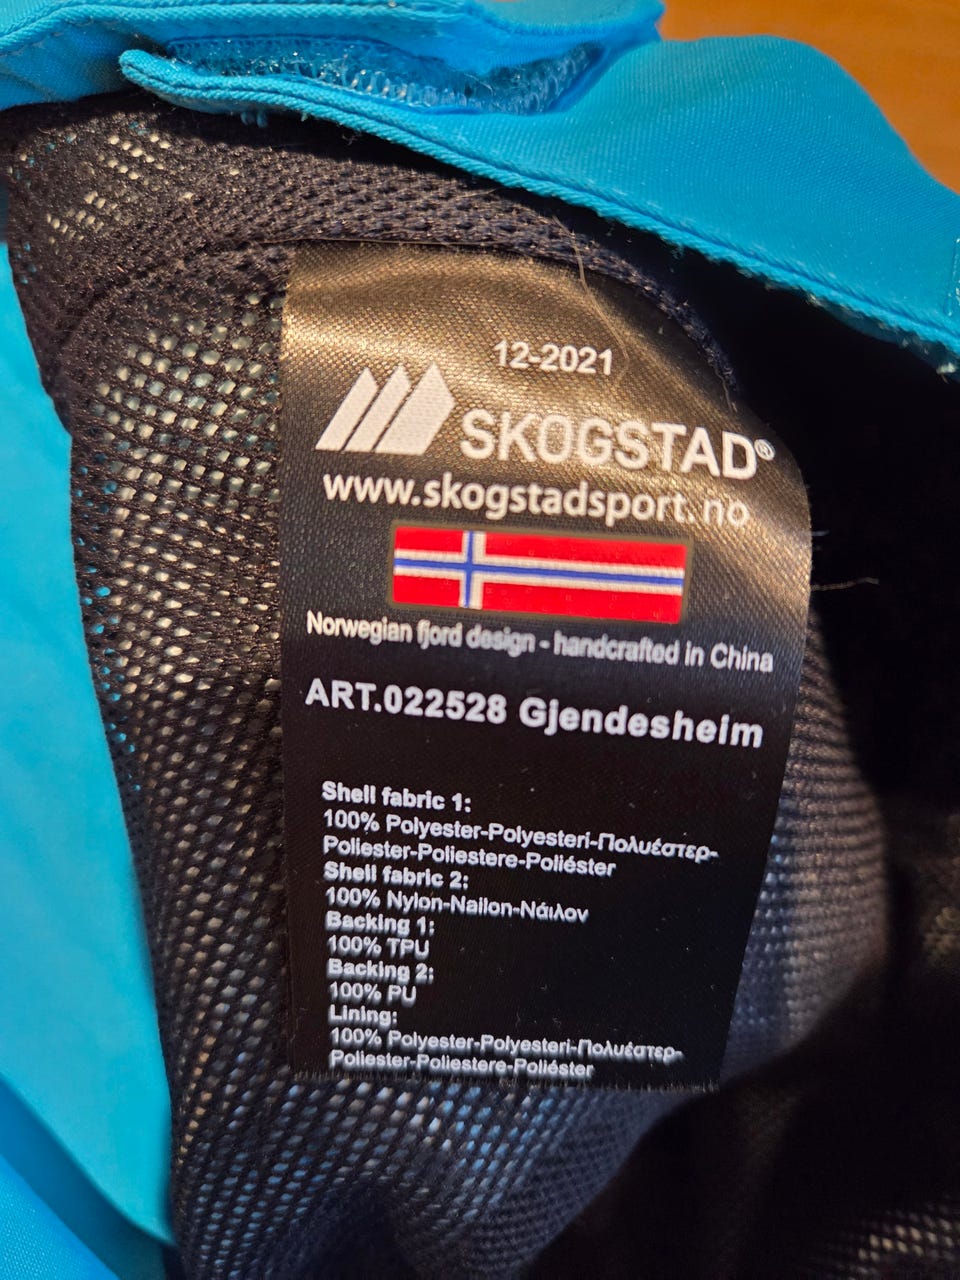 12-2021
SKOGSTAD®
www.skogstadsport.no
Norwegian fjord design - handcrafted in China
ART.022528 Gjendesheim
Shell fabric 1:
100% Polyester-Polyesteri-Πολυέστερ-
Poliester-Poliestere-Poliéster
Shell fabric 2:
100% Nylon-Nailon-Νάιλον
Backing 1:
100% TPU
Backing 2:
100% PU
Lining:
100% Polyester-Polyesteri-Πολυέστερ-
Poliester-Poliestere-Poliéster